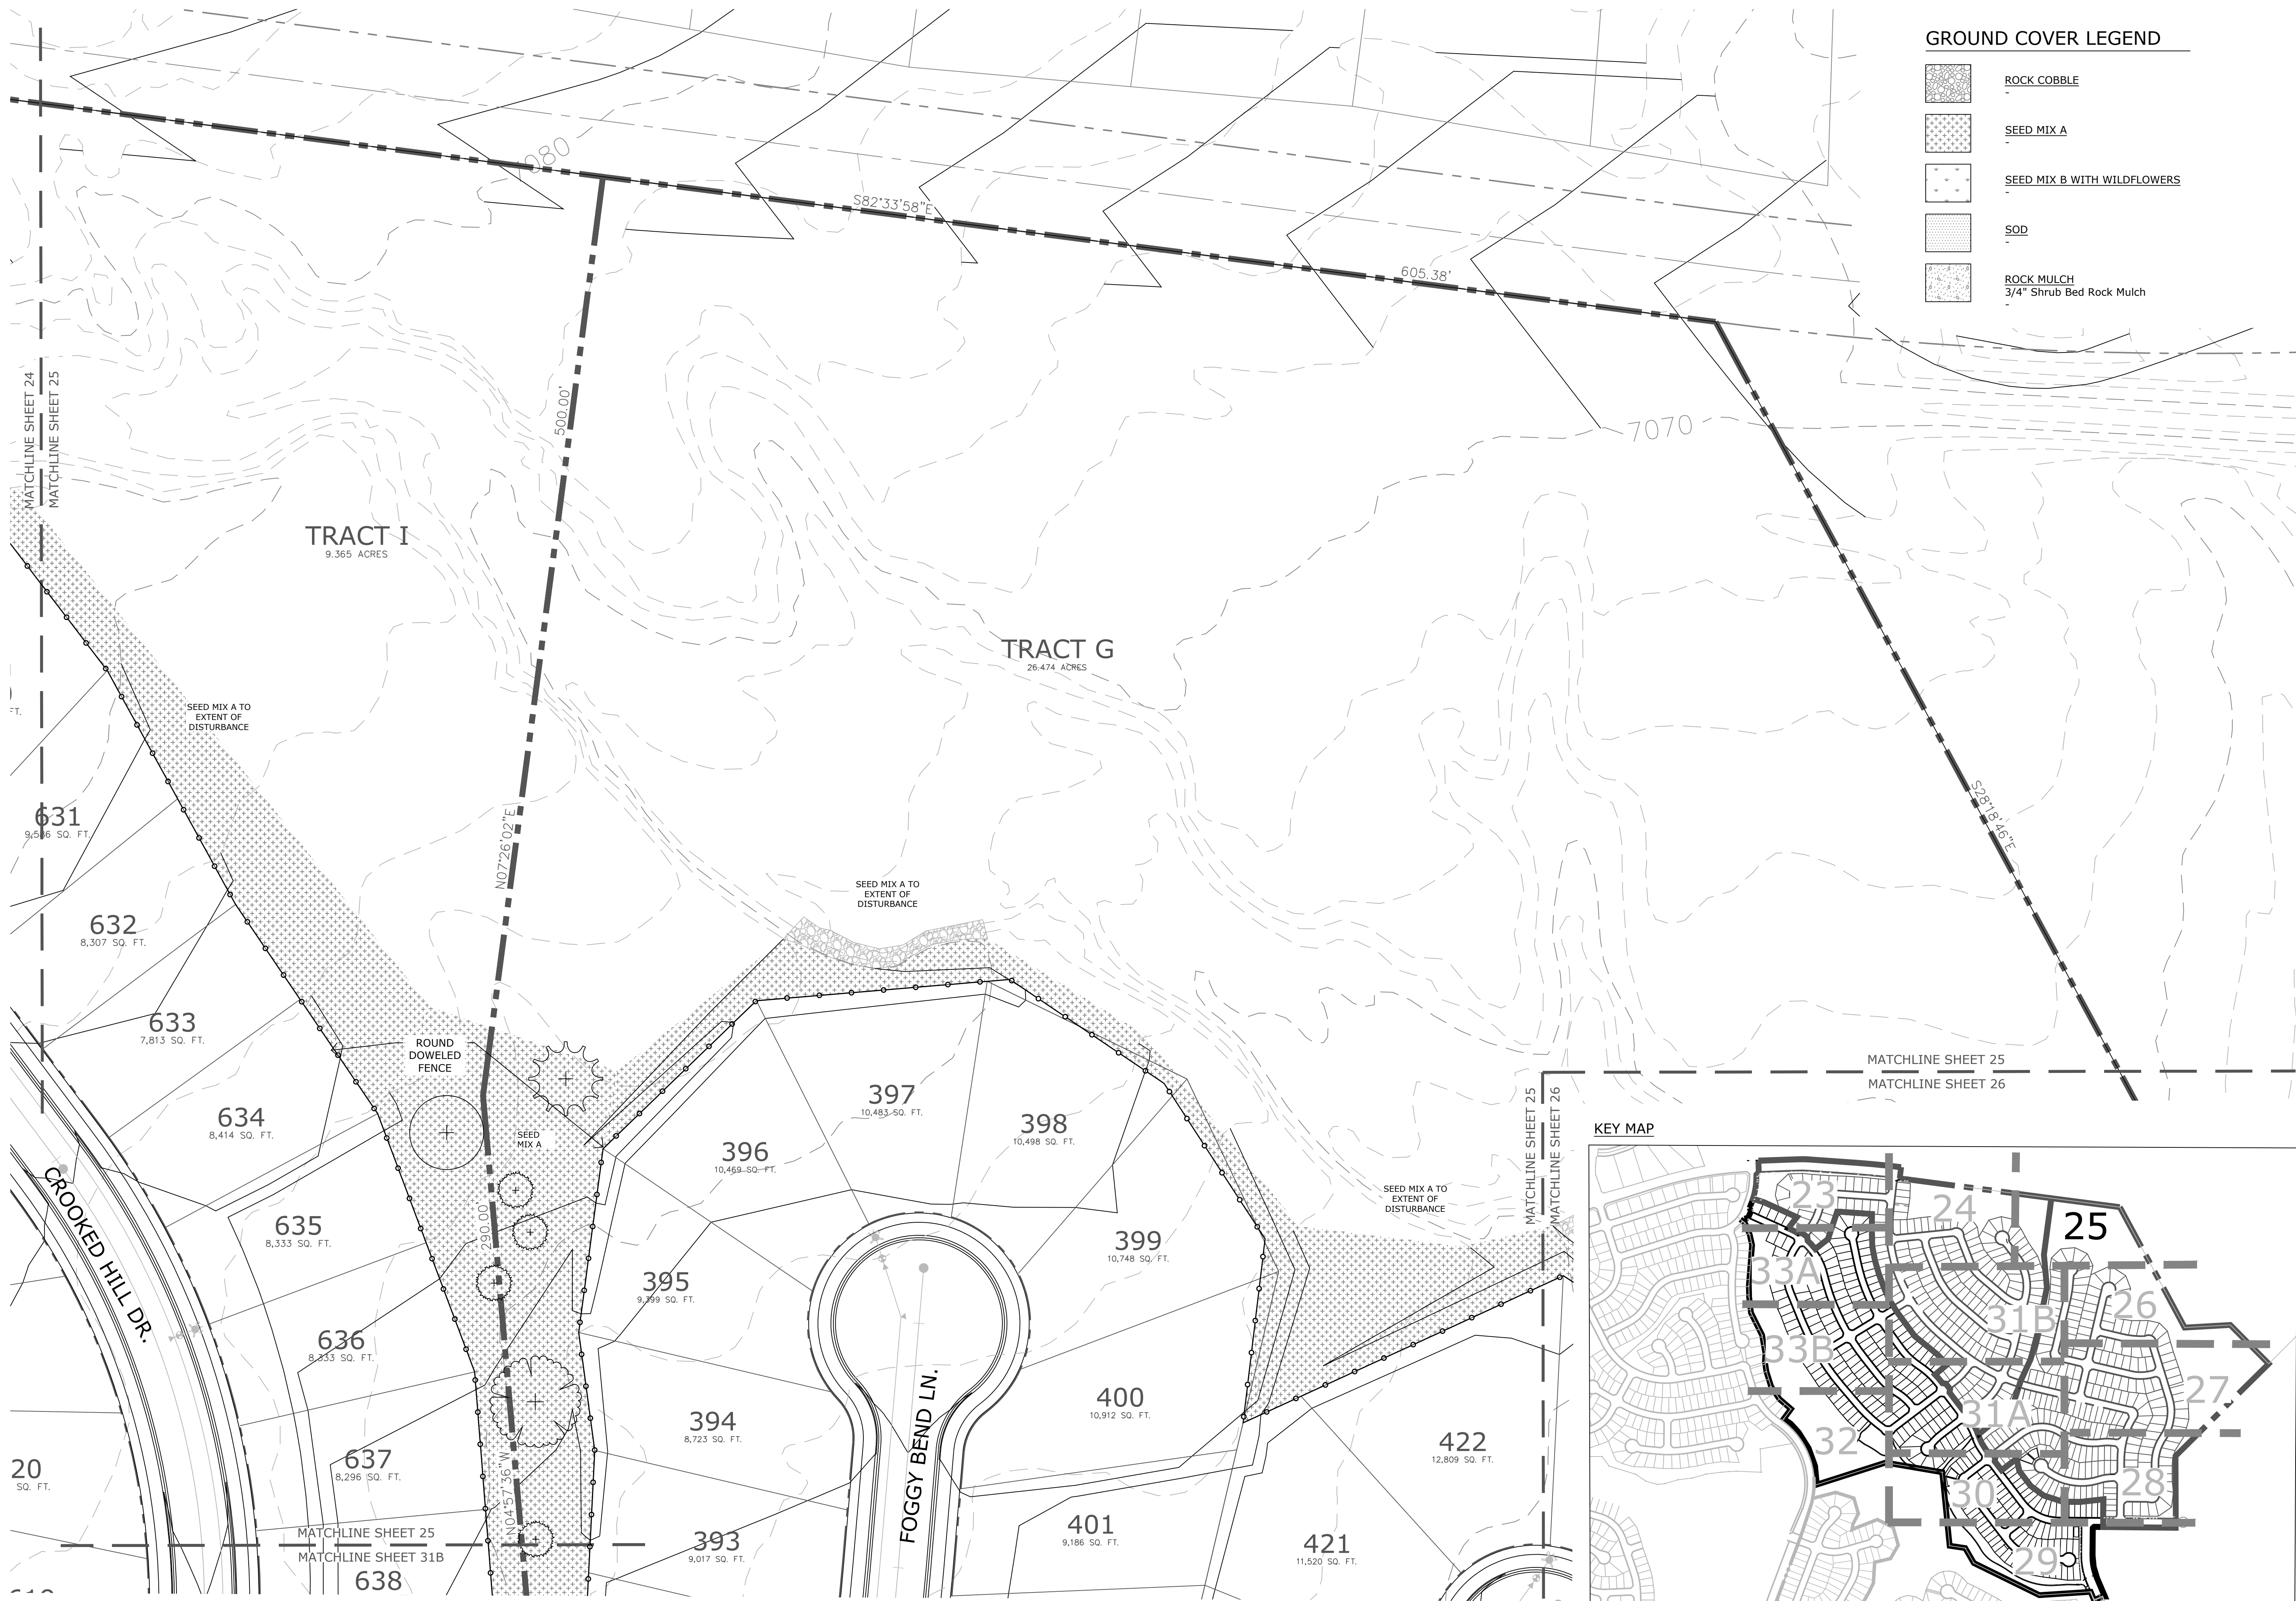 GROUND COVER LEGEND
ROCK COBBLE
-
SEED MIX A
-
SEED MIX B WITH WILDFLOWERS
-
SOD
-
ROCK MULCH
3/4" Shrub Bed Rock Mulch
-
S82°33'58"E
605.38'
7070
MATCHLINE SHEET 24
MATCHLINE SHEET 25
500.00'
TRACT I
9.365 ACRES
TRACT G
26.474 ACRES
SEED MIX A TO
EXTENT OF
DISTURBANCE
FT.
631
SQ. FT.
N07°26'02"E
S28°18'46"E
SEED MIX A TO
EXTENT OF
DISTURBANCE
632
8,307 SQ. FT.
633
7,813 SQ. FT.
ROUND
DOWELED
FENCE
634
8,414 SQ. FT.
SEED
MIX A
397
10,483 SQ. FT.
398
10,498 SQ. FT.
396
10,469 SQ. FT.
MATCHLINE SHEET 25
MATCHLINE SHEET 26
MATCHLINE SHEET 25
MATCHLINE SHEET 26
SEED MIX A TO
EXTENT OF
DISTURBANCE
CROOKED HILL DR.
635
8,333 SQ. FT.
290.00'
399
10,748 SQ. FT.
395
9,399 SQ. FT.
636
8,333 SQ. FT.
394
8,723 SQ. FT.
400
10,912 SQ. FT.
FOGGY BEND LN.
422
12,809 SQ. FT.
20
SQ. FT.
637
8,296 SQ. FT.
N04°57'36"W
393
9,017 SQ. FT.
401
9,186 SQ. FT.
421
11,520 SQ. FT.
MATCHLINE SHEET 25
MATCHLINE SHEET 31B
638
KEY MAP
23
24
25
33A
31B
26
33B
27
31A
32
28
30
29